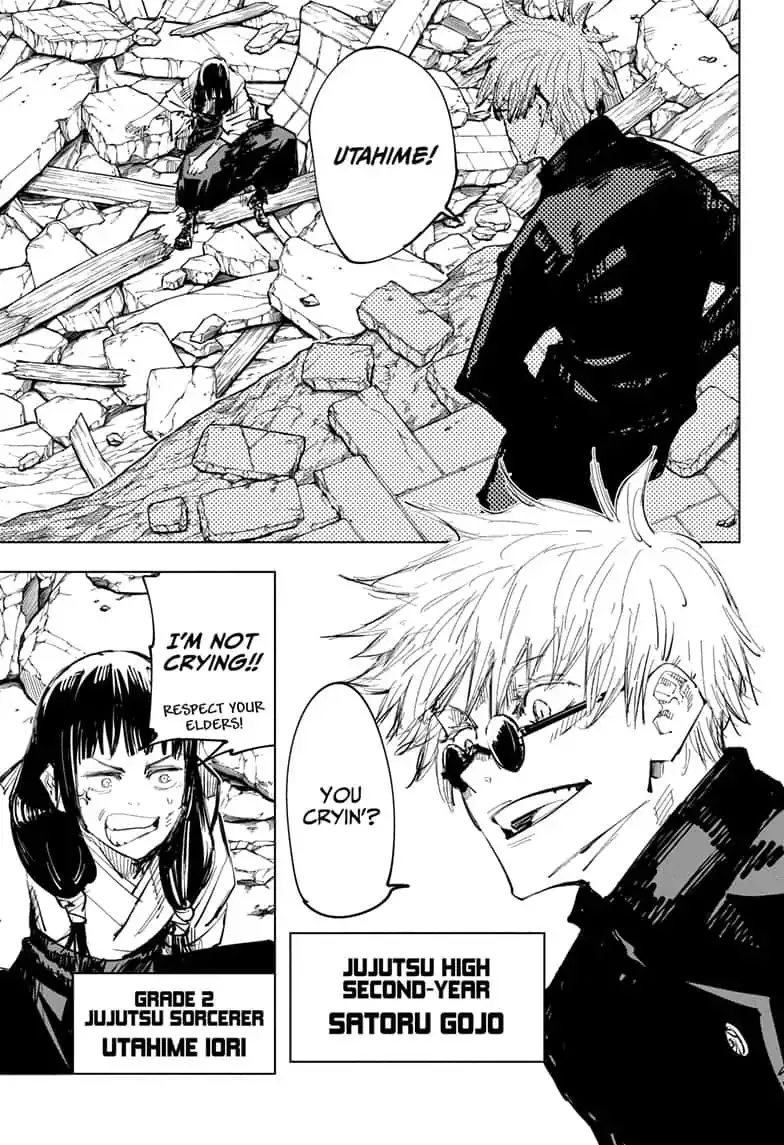 UTAHIME!
YOU
CRYIN'?
JUJUTSU HIGH
SECOND-YEAR
SATORU GOJO
I'M NOT
CRYING!!
RESPECT YOUR
ELDERS!
GRADE 2
JUJUTSU SORCERER
UTAHIME IORI